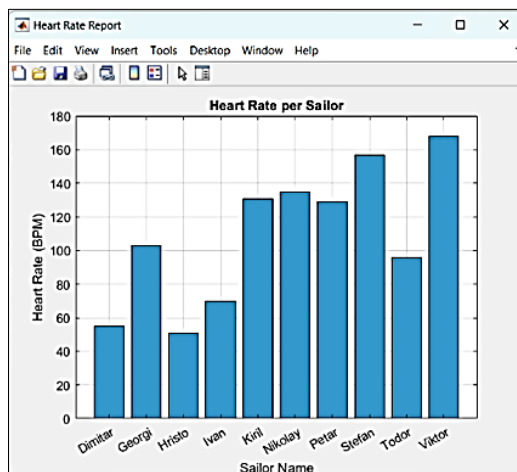 Heart Rate Report
File Edit View Insert Tools Desktop Window Help
Heart Rate per Sailor
180
160
140
120
100
80
60
40
20
0
Heart Rate (BPM)
Dimitar Georgi Hristo Ivan Kiril Nikolay Petar Stefan Todor Viktor
Sailor Name